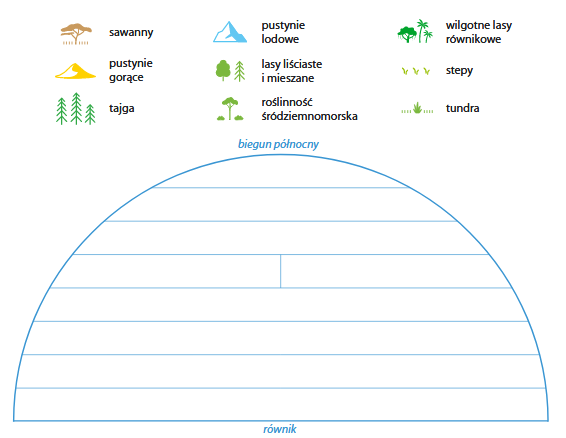 sawanny
pustynie
lodowe
wilgotne lasy
równikowe
pustynie
gorące
lasy liściaste
i mieszane
stepy
tajga
roślinność
śródziemnomorska
tundra
biegun północny
równik